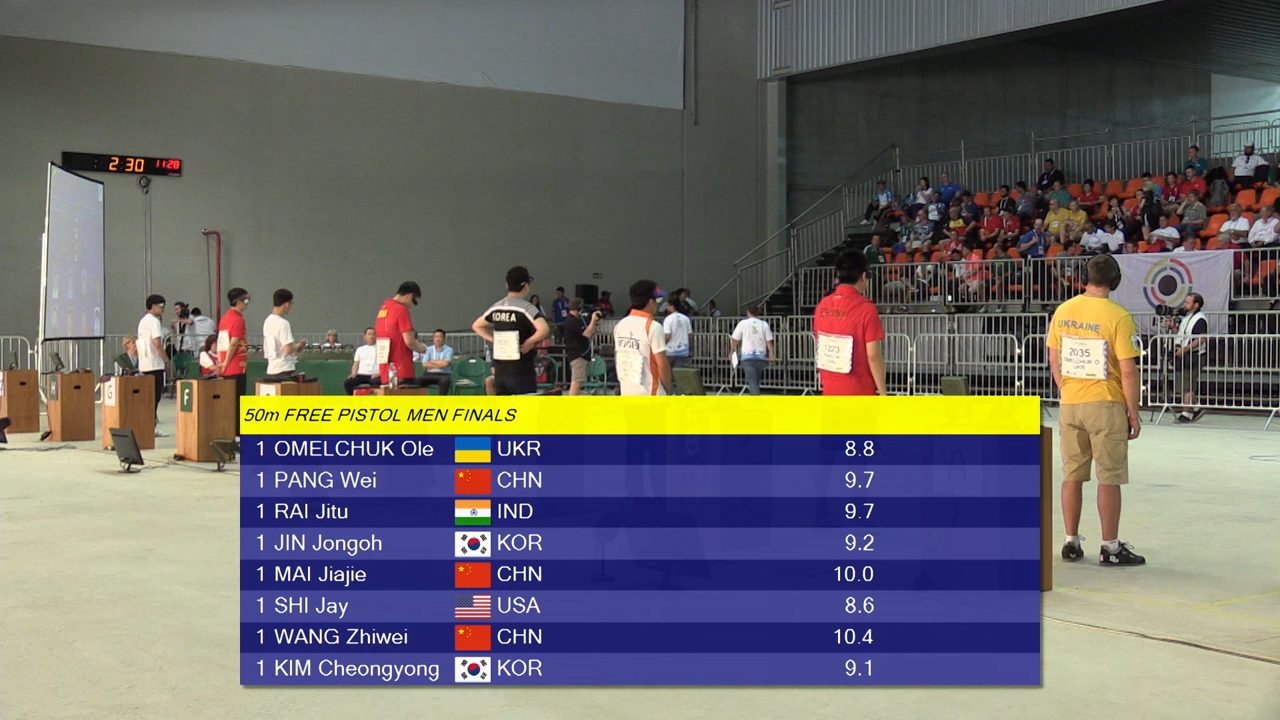 2:30 11:28
H
G
F
KOREA
INDIA
CHINA
1223
UKRAINE
2035
OMELCHUK O
UKR
50m FREE PISTOL MEN FINALS
1 OMELCHUK Ole UKR 8.8
1 PANG Wei CHN 9.7
1 RAI Jitu IND 9.7
1 JIN Jongoh KOR 9.2
1 MAI Jiajie CHN 10.0
1 SHI Jay USA 8.6
1 WANG Zhiwei CHN 10.4
1 KIM Cheongyong KOR 9.1